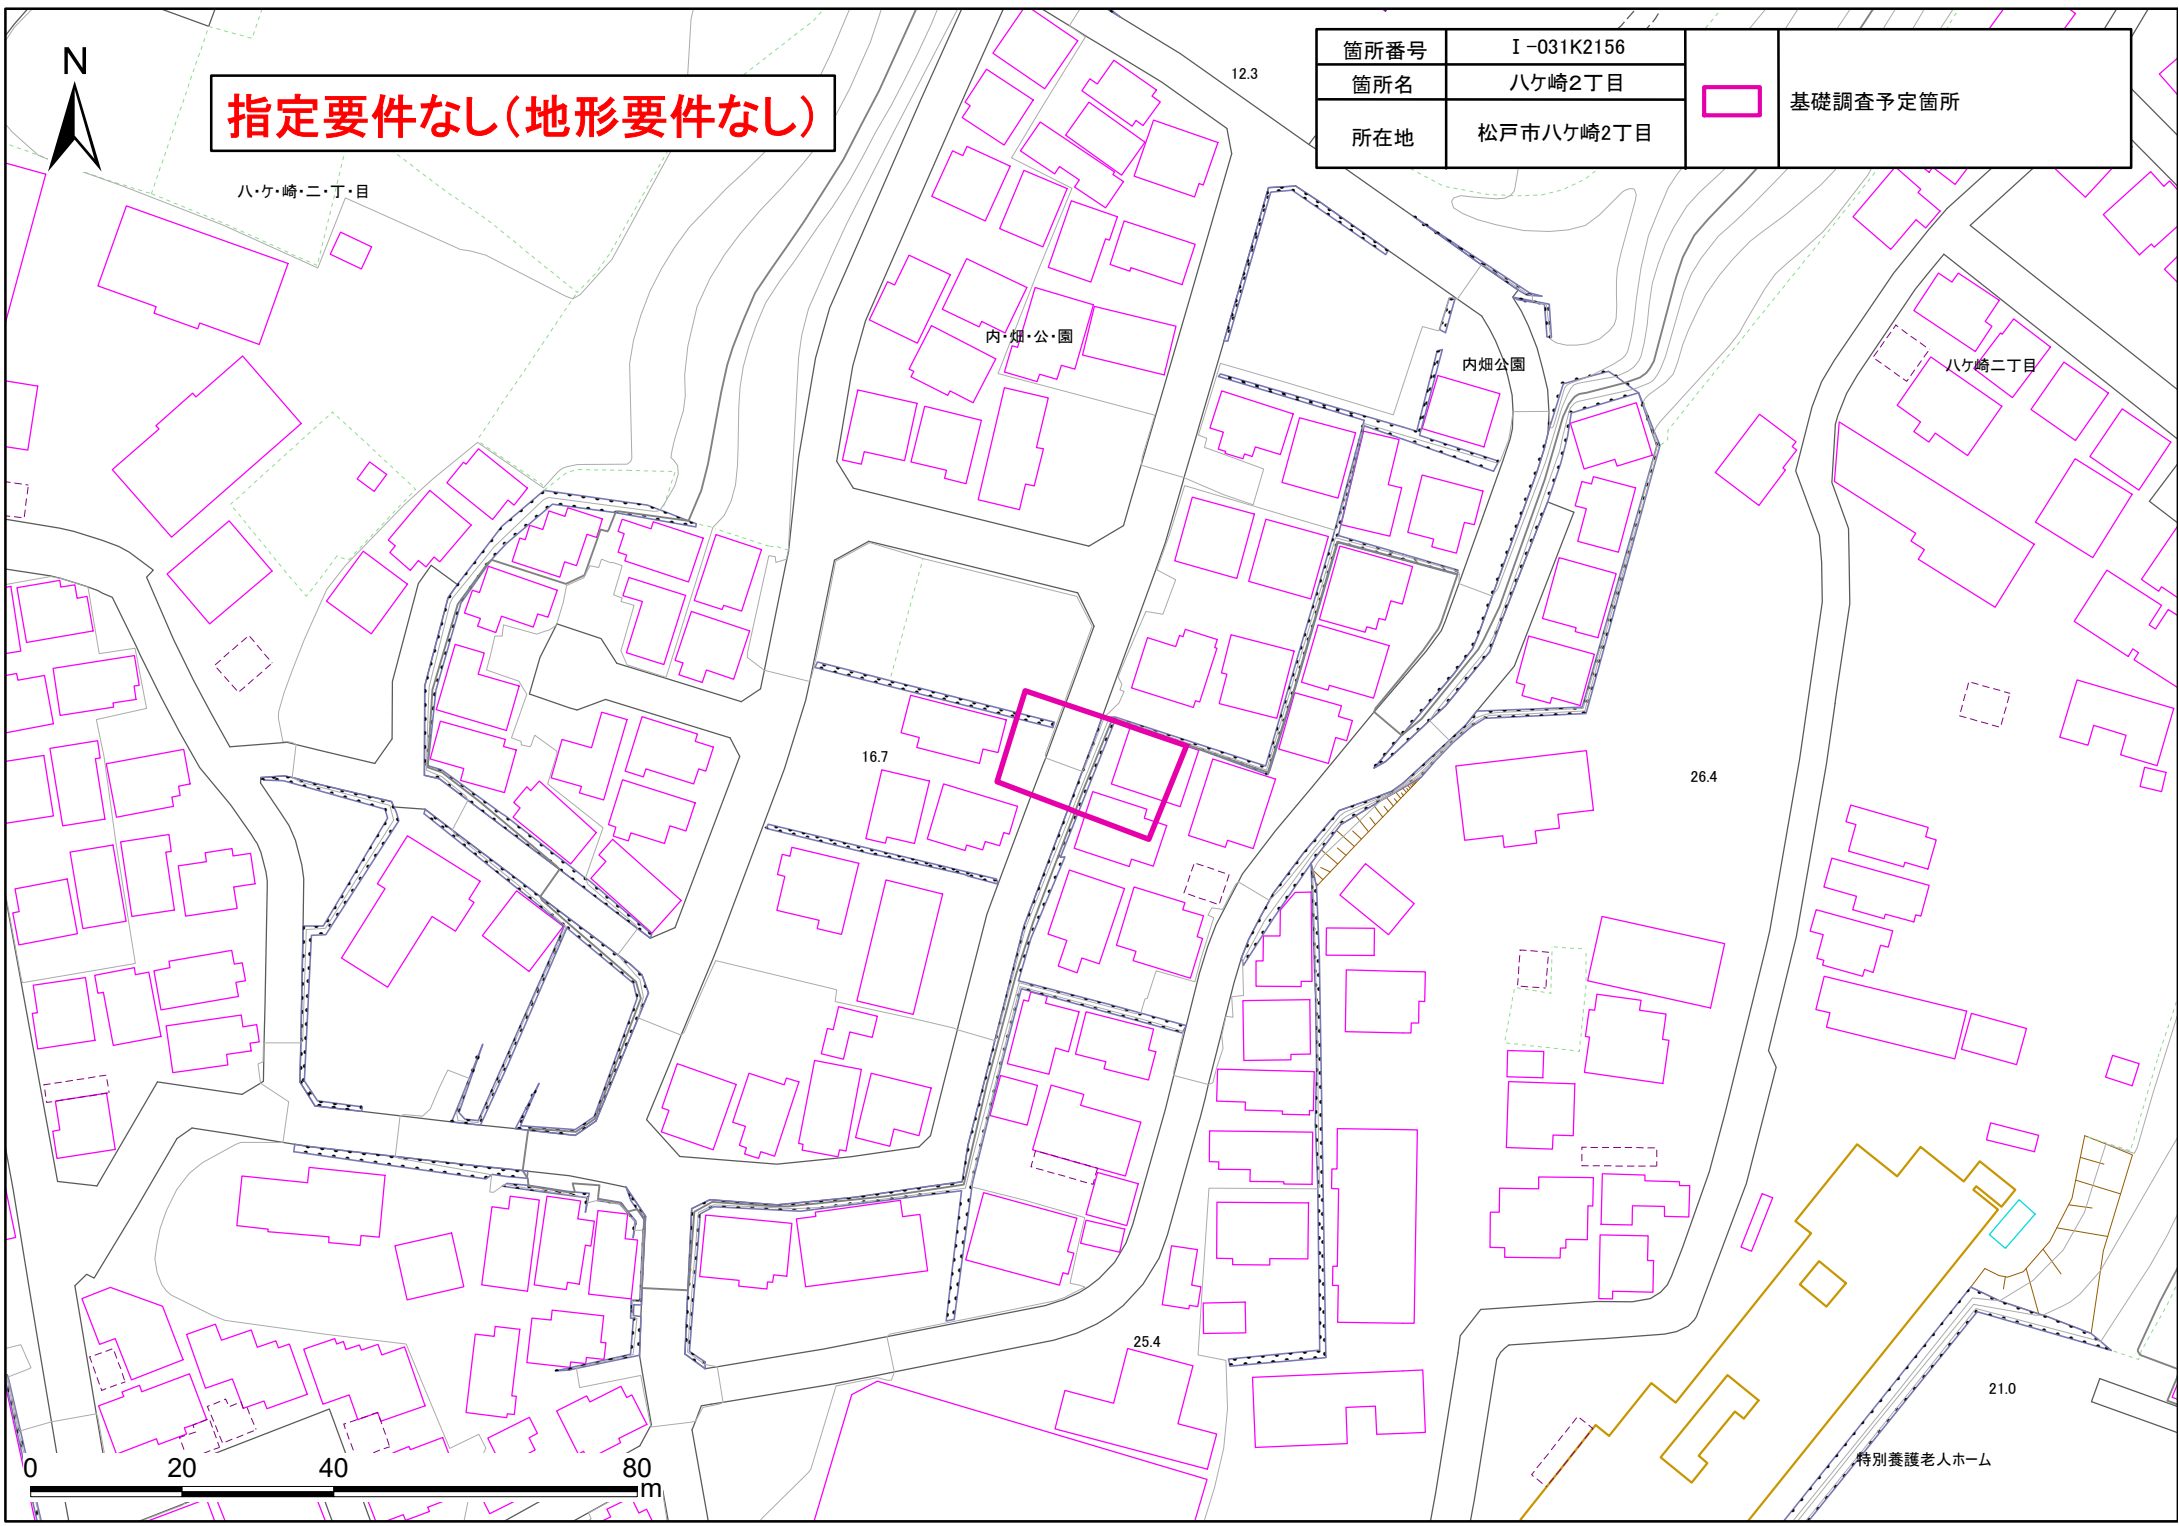 N
指定要件なし(地形要件なし)
箇所番号 Ⅰ-031K2156
箇所名 八ケ崎2丁目
所在地 松戸市八ケ崎2丁目
基礎調査予定箇所
12.3
八・ケ・崎・二・丁・目
内・畑・公・園
内畑公園
八ケ崎二丁目
16.7
26.4
25.4
21.0
特別養護老人ホーム
0 20 40 80
m